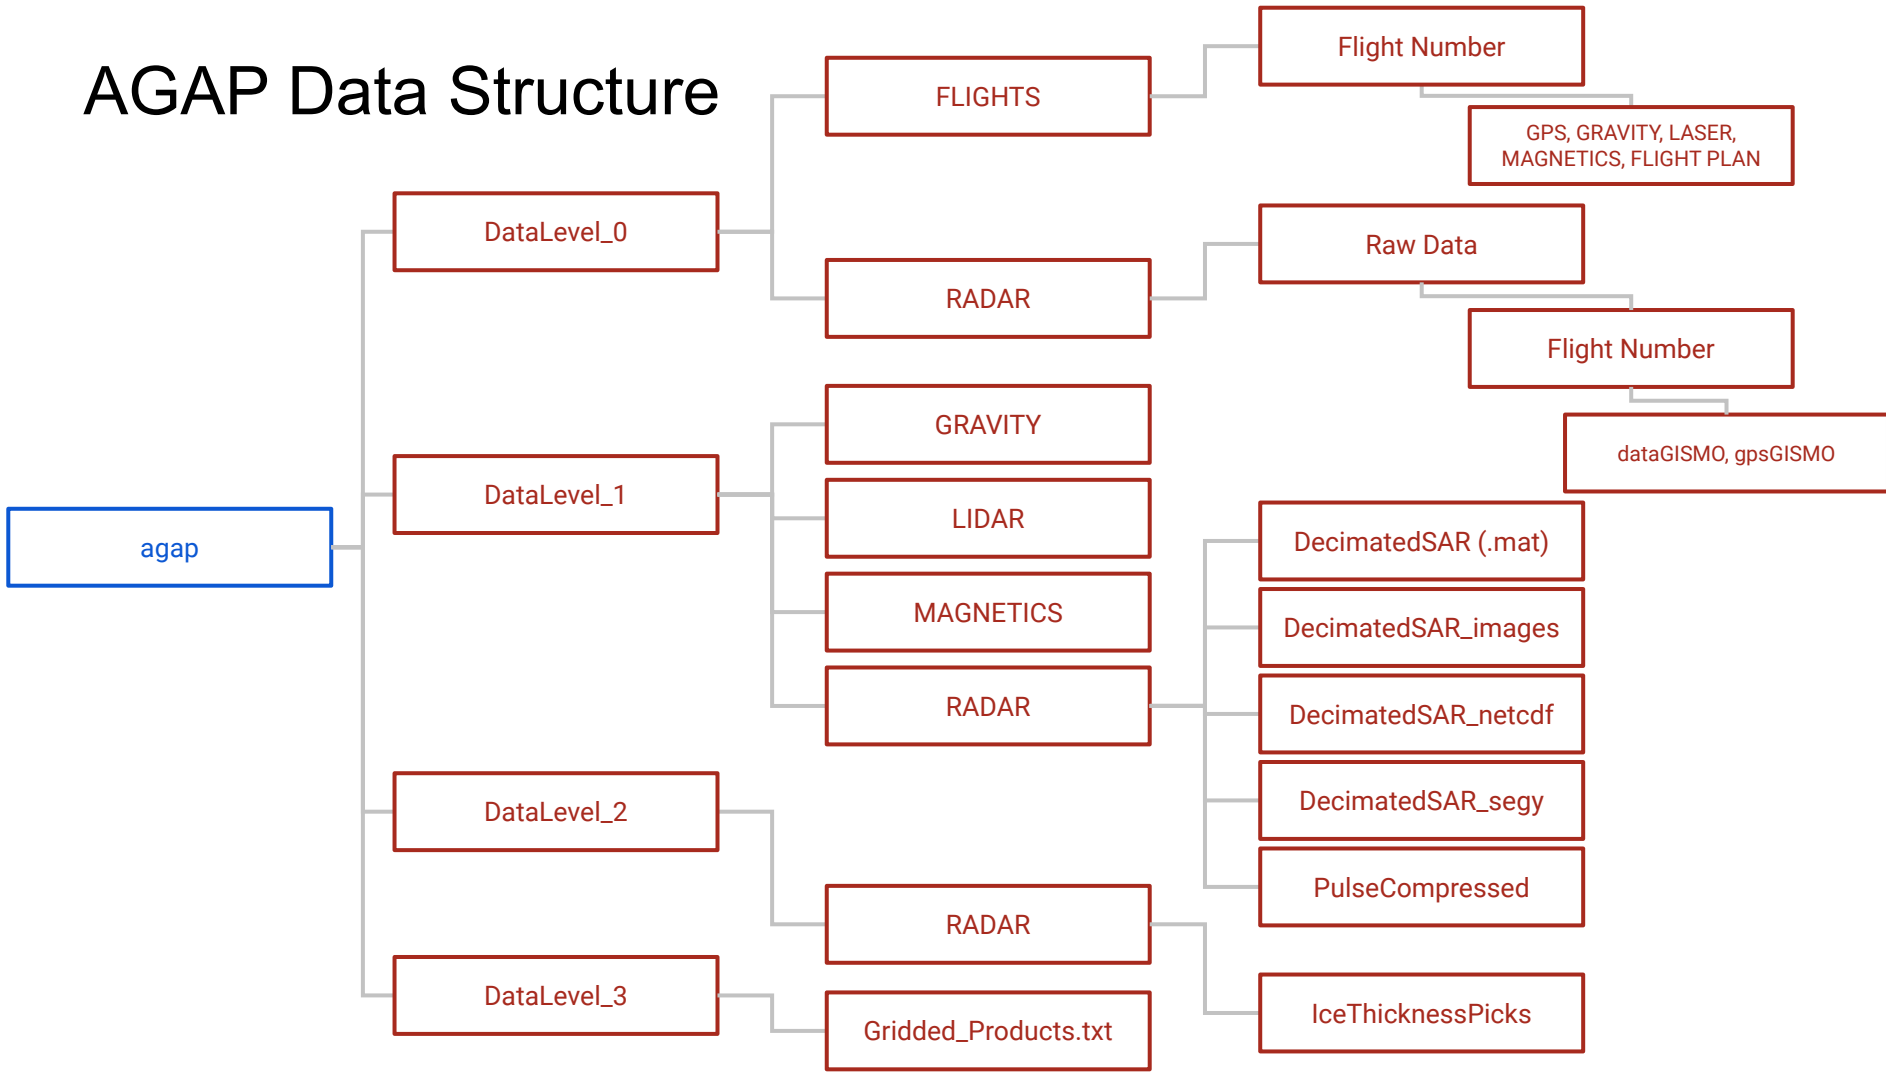 AGAP Data Structure
agap
DataLevel_0
FLIGHTS
Flight Number
GPS, GRAVITY, LASER,
MAGNETICS, FLIGHT PLAN
RADAR
Raw Data
Flight Number
dataGISMO, gpsGISMO
DataLevel_1
GRAVITY
LIDAR
MAGNETICS
RADAR
DecimatedSAR (.mat)
DecimatedSAR_images
DecimatedSAR_netcdf
DecimatedSAR_segy
PulseCompressed
DataLevel_2
RADAR
IceThicknessPicks
DataLevel_3
Gridded_Products.txt